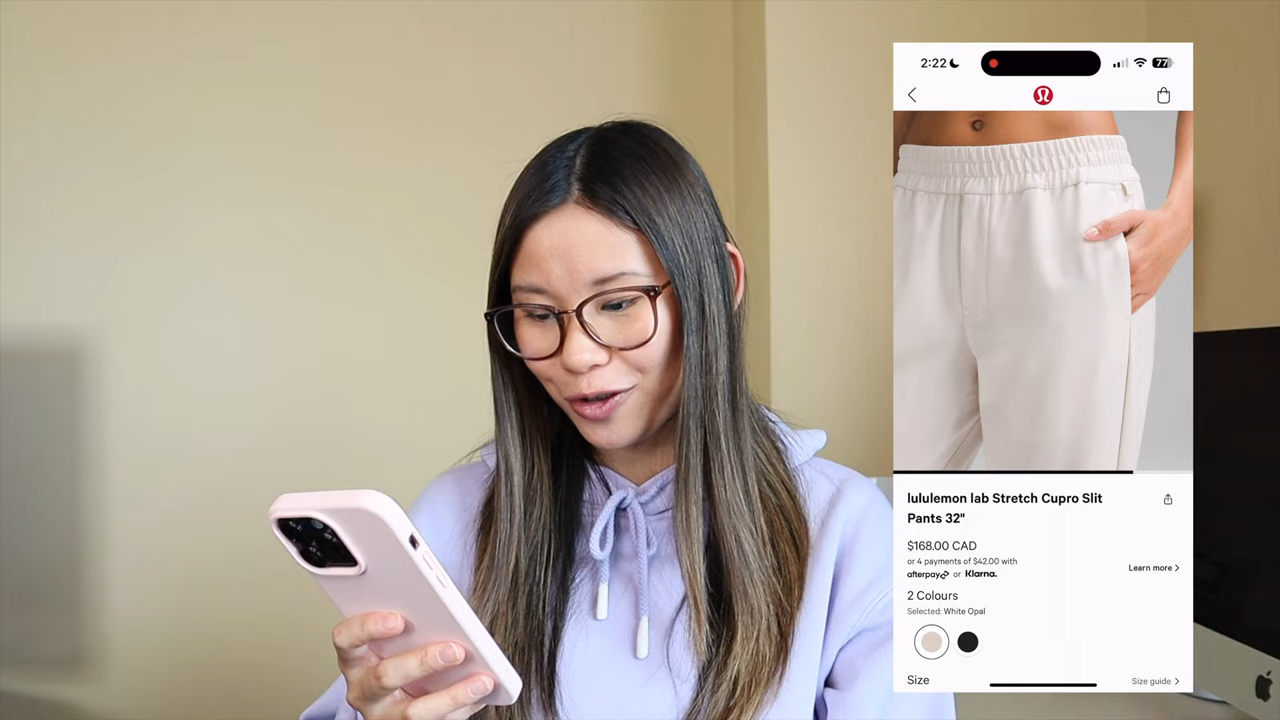 2:22
77
lululemon lab Stretch Cupro Slit
Pants 32"
$168.00 CAD
or 4 payments of $42.00 with
afterpay or Klarna.
Learn more
2 Colours
Selected: White Opal
Size
Size guide